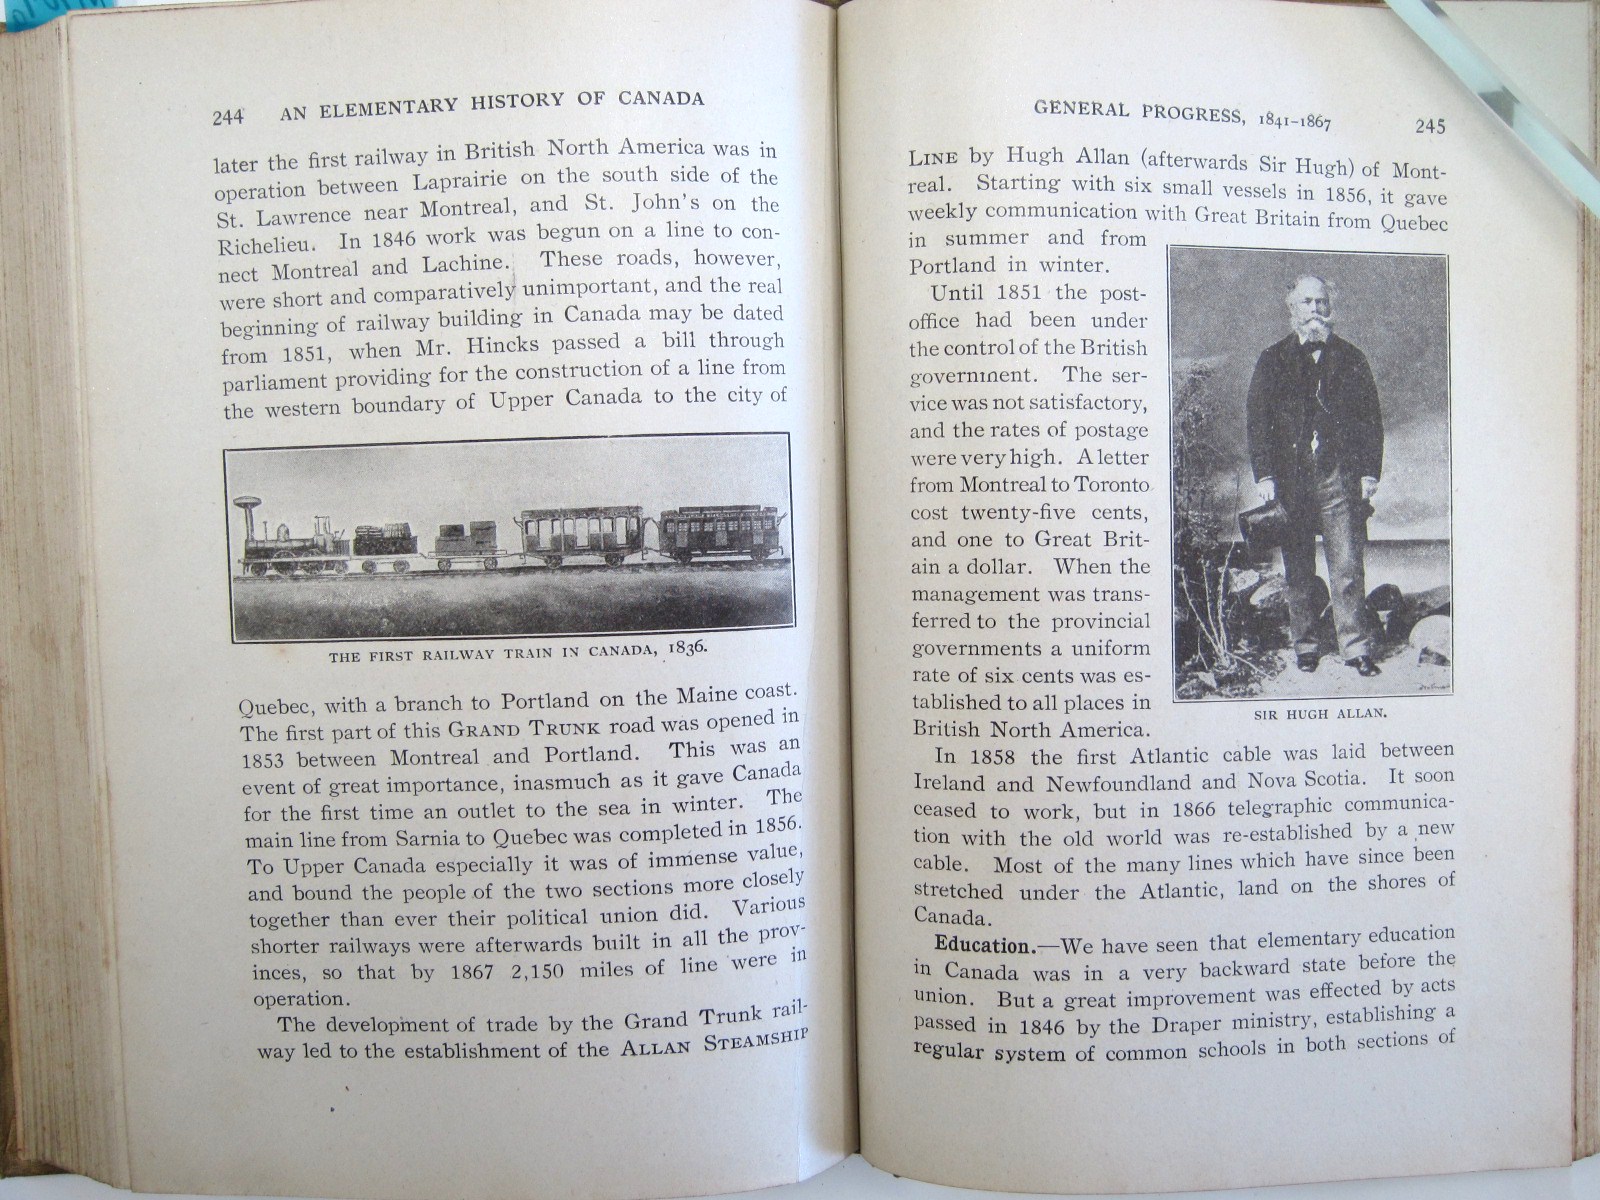 244 AN ELEMENTARY HISTORY OF CANADA
later the first railway in British North America was in
operation between Laprairie on the south side of the
St. Lawrence near Montreal, and St. John's on the
Richelieu. In 1846 work was begun on a line to con-
nect Montreal and Lachine. These roads, however,
were short and comparatively unimportant, and the real
beginning of railway building in Canada may be dated
from 1851, when Mr. Hincks passed a bill through
parliament providing for the construction of a line from
the western boundary of Upper Canada to the city of
THE FIRST RAILWAY TRAIN IN CANADA, 1836.
Quebec, with a branch to Portland on the Maine coast.
The first part of this GRAND TRUNK road was opened in
1853 between Montreal and Portland. This was an
event of great importance, inasmuch as it gave Canada
for the first time an outlet to the sea in winter. The
main line from Sarnia to Quebec was completed in 1856.
To Upper Canada especially it was of immense value,
and bound the people of the two sections more closely
together than ever their political union did. Various
shorter railways were afterwards built in all the prov-
inces, so that by 1867 2,150 miles of line were in
operation.
The development of trade by the Grand Trunk rail-
way led to the establishment of the ALLAN STEAMSHIP
GENERAL PROGRESS, 1841-1867 245
LINE by Hugh Allan (afterwards Sir Hugh) of Mont-
real. Starting with six small vessels in 1856, it gave
weekly communication with Great Britain from Quebec
in summer and from
Portland in winter.
Until 1851 the post-
office had been under
the control of the British
government. The ser-
vice was not satisfactory,
and the rates of postage
were very high. A letter
from Montreal to Toronto
cost twenty-five cents,
and one to Great Brit-
ain a dollar. When the
management was trans-
ferred to the provincial
governments a uniform
rate of six cents was es-
tablished to all places in
British North America.
SIR HUGH ALLAN.
In 1858 the first Atlantic cable was laid between
Ireland and Newfoundland and Nova Scotia. It soon
ceased to work, but in 1866 telegraphic communica-
tion with the old world was re-established by a new
cable. Most of the many lines which have since been
stretched under the Atlantic, land on the shores of
Canada.
Education.—We have seen that elementary education
in Canada was in a very backward state before the
union. But a great improvement was effected by acts
passed in 1846 by the Draper ministry, establishing a
regular system of common schools in both sections of